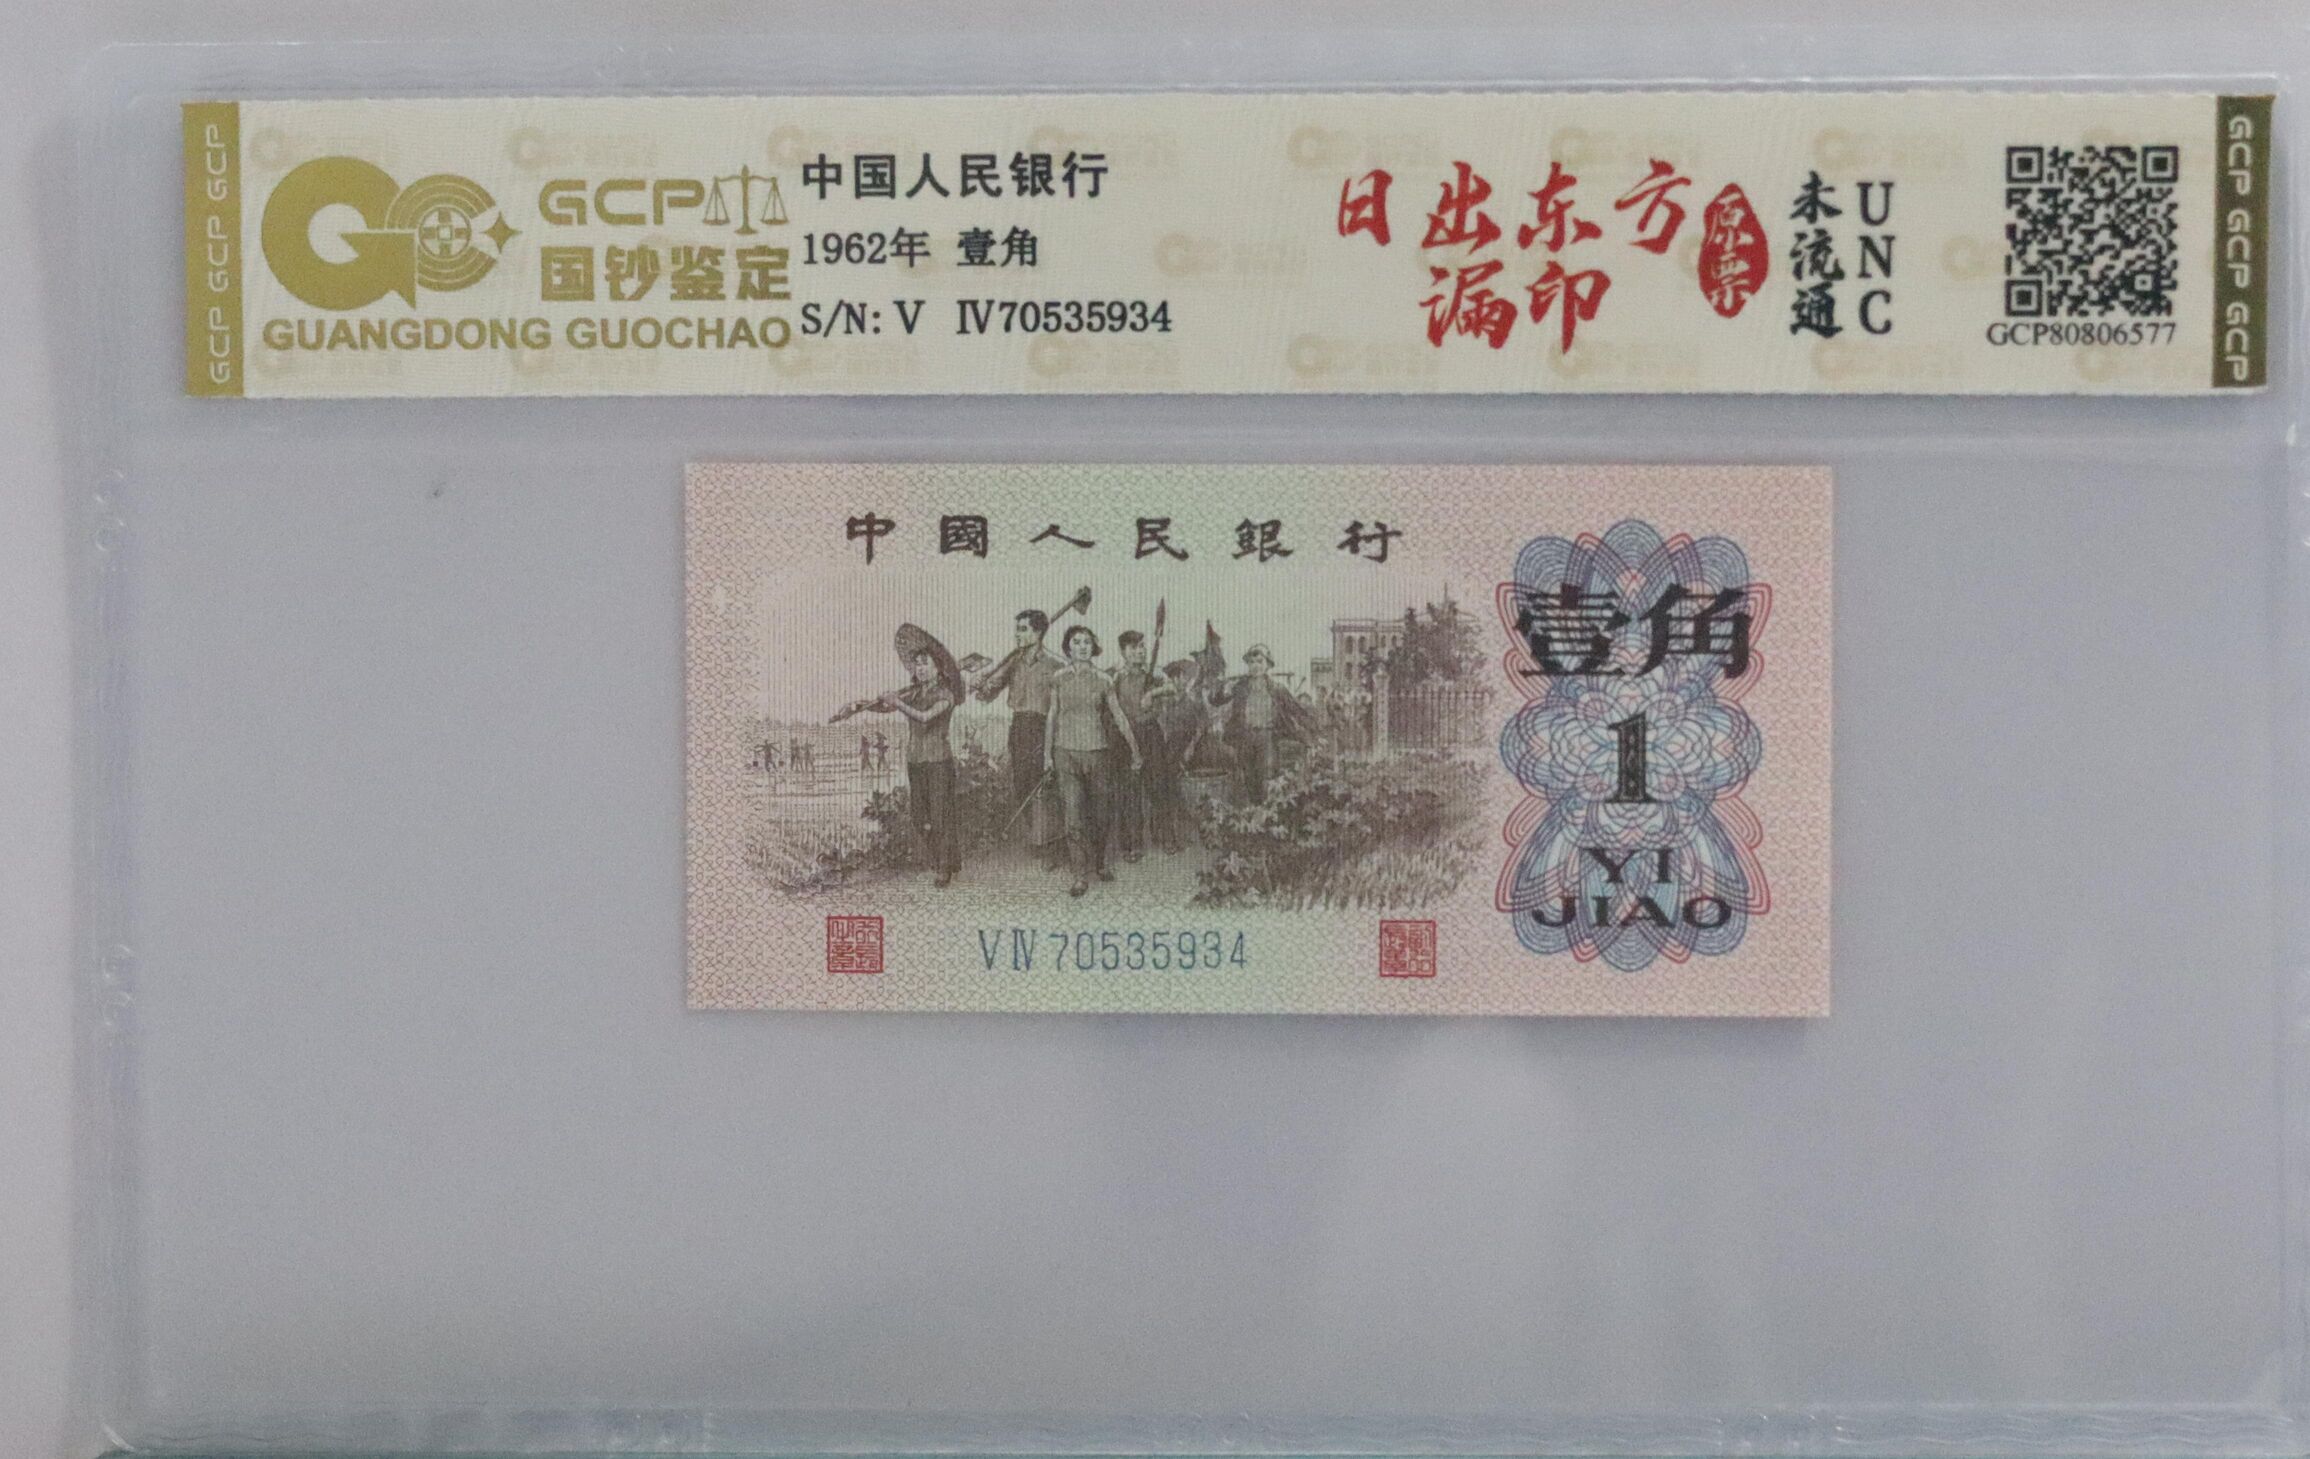 GCP GCP GCP
GCP
国钞鉴定
GUANGDONG GUOCHAO
中国人民银行
1962年 壹角
S/N: V Ⅳ70535934
日出东方
漏印
原票
未流通
UNC
GCP80806577
GCP GCP GCP
中國人民銀行
壹角
1
YI
JIAO
VⅣ70535934